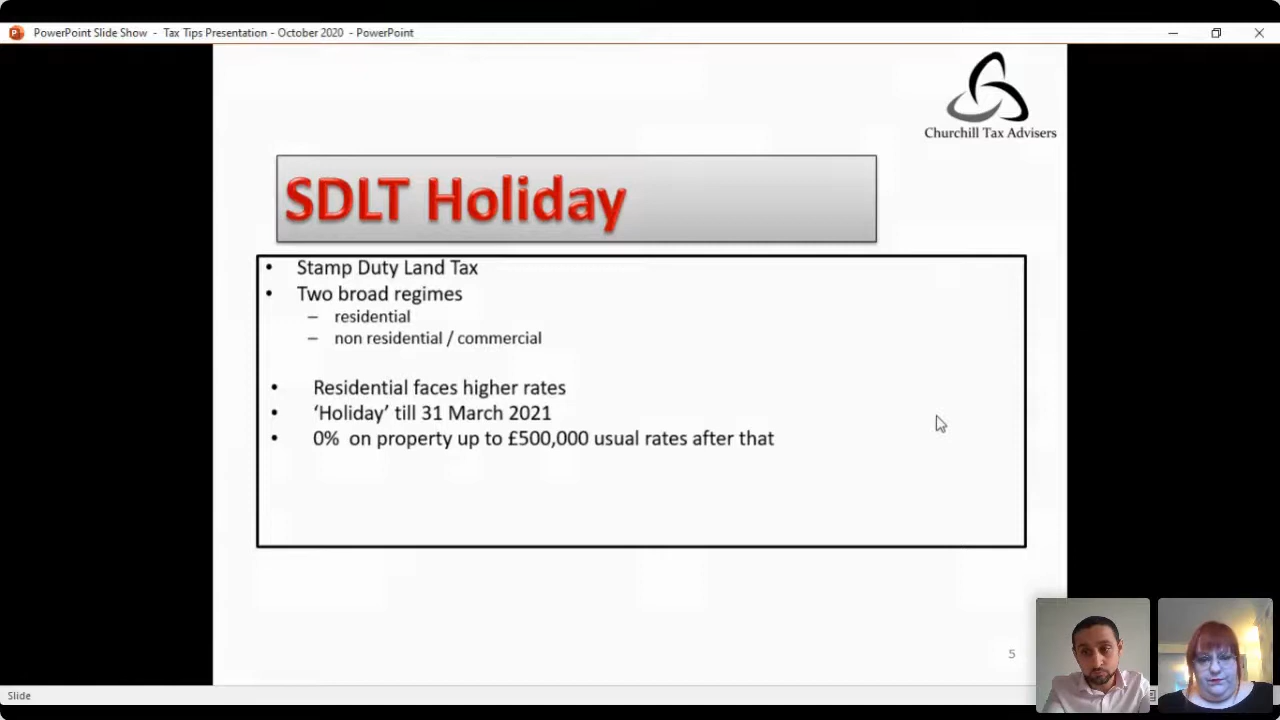 PowerPoint Slide Show - Tax Tips Presentation - October 2020 - PowerPoint
Churchill Tax Advisers
SDLT Holiday
• Stamp Duty Land Tax
• Two broad regimes
– residential
– non residential / commercial
• Residential faces higher rates
• ‘Holiday’ till 31 March 2021
• 0% on property up to £500,000 usual rates after that
5
Slide